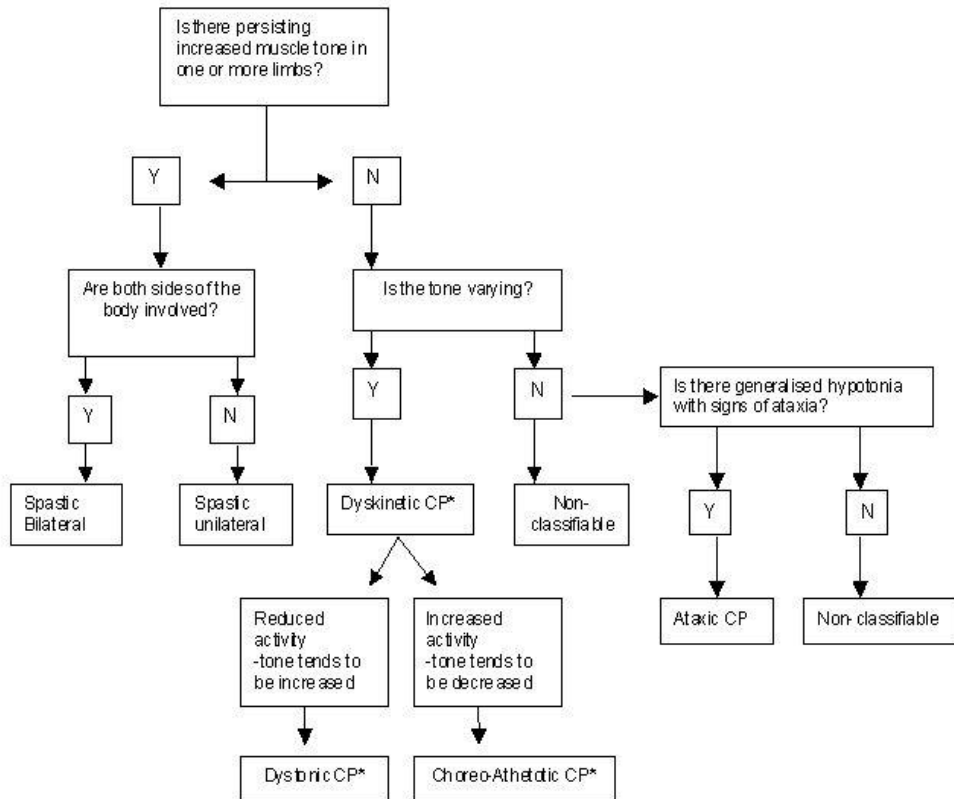 Is there persisting
increased muscle tone in
one or more limbs?
Y
N
Are both sides of the
body involved?
Is the tone varying?
Y
N
Y
N
Is there generalised hypotonia
with signs of ataxia?
Spastic
Bilateral
Spastic
unilateral
Dyskinetic CP*
Non-
classifiable
Y
N
Reduced
activity
-tone tends to
be increased
Increased
activity
-tone tends to
be decreased
Ataxic CP
Non- classifiable
Dystonic CP*
Choreo-Athetotic CP*